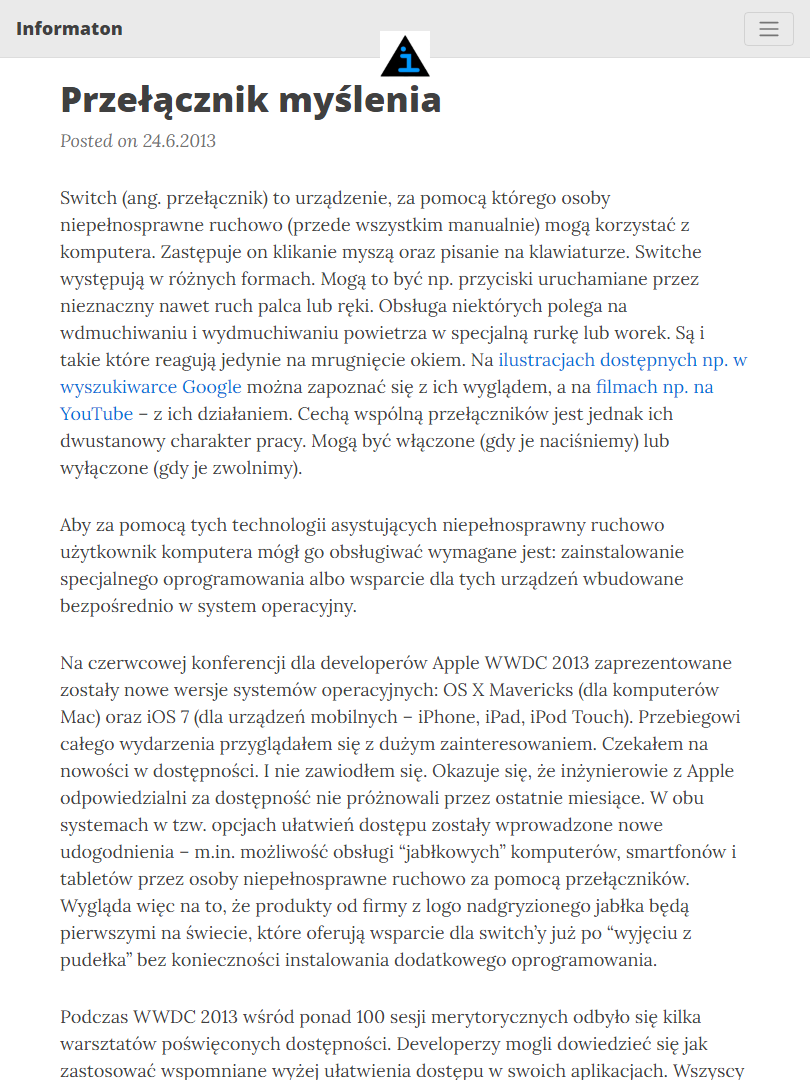 Informaton
i
Przełącznik myślenia
Posted on 24.6.2013
Switch (ang. przełącznik) to urządzenie, za pomocą którego osoby
niepełnosprawne ruchowo (przede wszystkim manualnie) mogą korzystać z
komputera. Zastępuje on klikanie myszą oraz pisanie na klawiaturze. Switche
występują w różnych formach. Mogą to być np. przyciski uruchamiane przez
nieznaczny nawet ruch palca lub ręki. Obsługa niektórych polega na
wdmuchiwaniu i wydmuchiwaniu powietrza w specjalną rurkę lub worek. Są i
takie które reagują jedynie na mrugnięcie okiem. Na ilustracjach dostępnych np. w
wyszukiwarce Google można zapoznać się z ich wyglądem, a na filmach np. na
YouTube – z ich działaniem. Cechą wspólną przełączników jest jednak ich
dwustanowy charakter pracy. Mogą być włączone (gdy je naciśniemy) lub
wyłączone (gdy je zwolnimy).
Aby za pomocą tych technologii asystujących niepełnosprawny ruchowo
użytkownik komputera mógł go obsługiwać wymagane jest: zainstalowanie
specjalnego oprogramowania albo wsparcie dla tych urządzeń wbudowane
bezpośrednio w system operacyjny.
Na czerwcowej konferencji dla developerów Apple WWDC 2013 zaprezentowane
zostały nowe wersje systemów operacyjnych: OS X Mavericks (dla komputerów
Mac) oraz iOS 7 (dla urządzeń mobilnych – iPhone, iPad, iPod Touch). Przebiegowi
całego wydarzenia przyglądałem się z dużym zainteresowaniem. Czekałem na
nowości w dostępności. I nie zawiodłem się. Okazuje się, że inżynierowie z Apple
odpowiedzialni za dostępność nie próżnowali przez ostatnie miesiące. W obu
systemach w tzw. opcjach ułatwień dostępu zostały wprowadzone nowe
udogodnienia – m.in. możliwość obsługi “jabłkowych” komputerów, smartfonów i
tabletów przez osoby niepełnosprawne ruchowo za pomocą przełączników.
Wygląda więc na to, że produkty od firmy z logo nadgryzionego jabłka będą
pierwszymi na świecie, które oferują wsparcie dla switch’y już po “wyjęciu z
pudełka” bez konieczności instalowania dodatkowego oprogramowania.
Podczas WWDC 2013 wśród ponad 100 sesji merytorycznych odbyło się kilka
warsztatów poświęconych dostępności. Developerzy mogli dowiedzieć się jak
zastosować wspomniane wyżej ułatwienia dostępu w swoich aplikacjach. Wszyscy